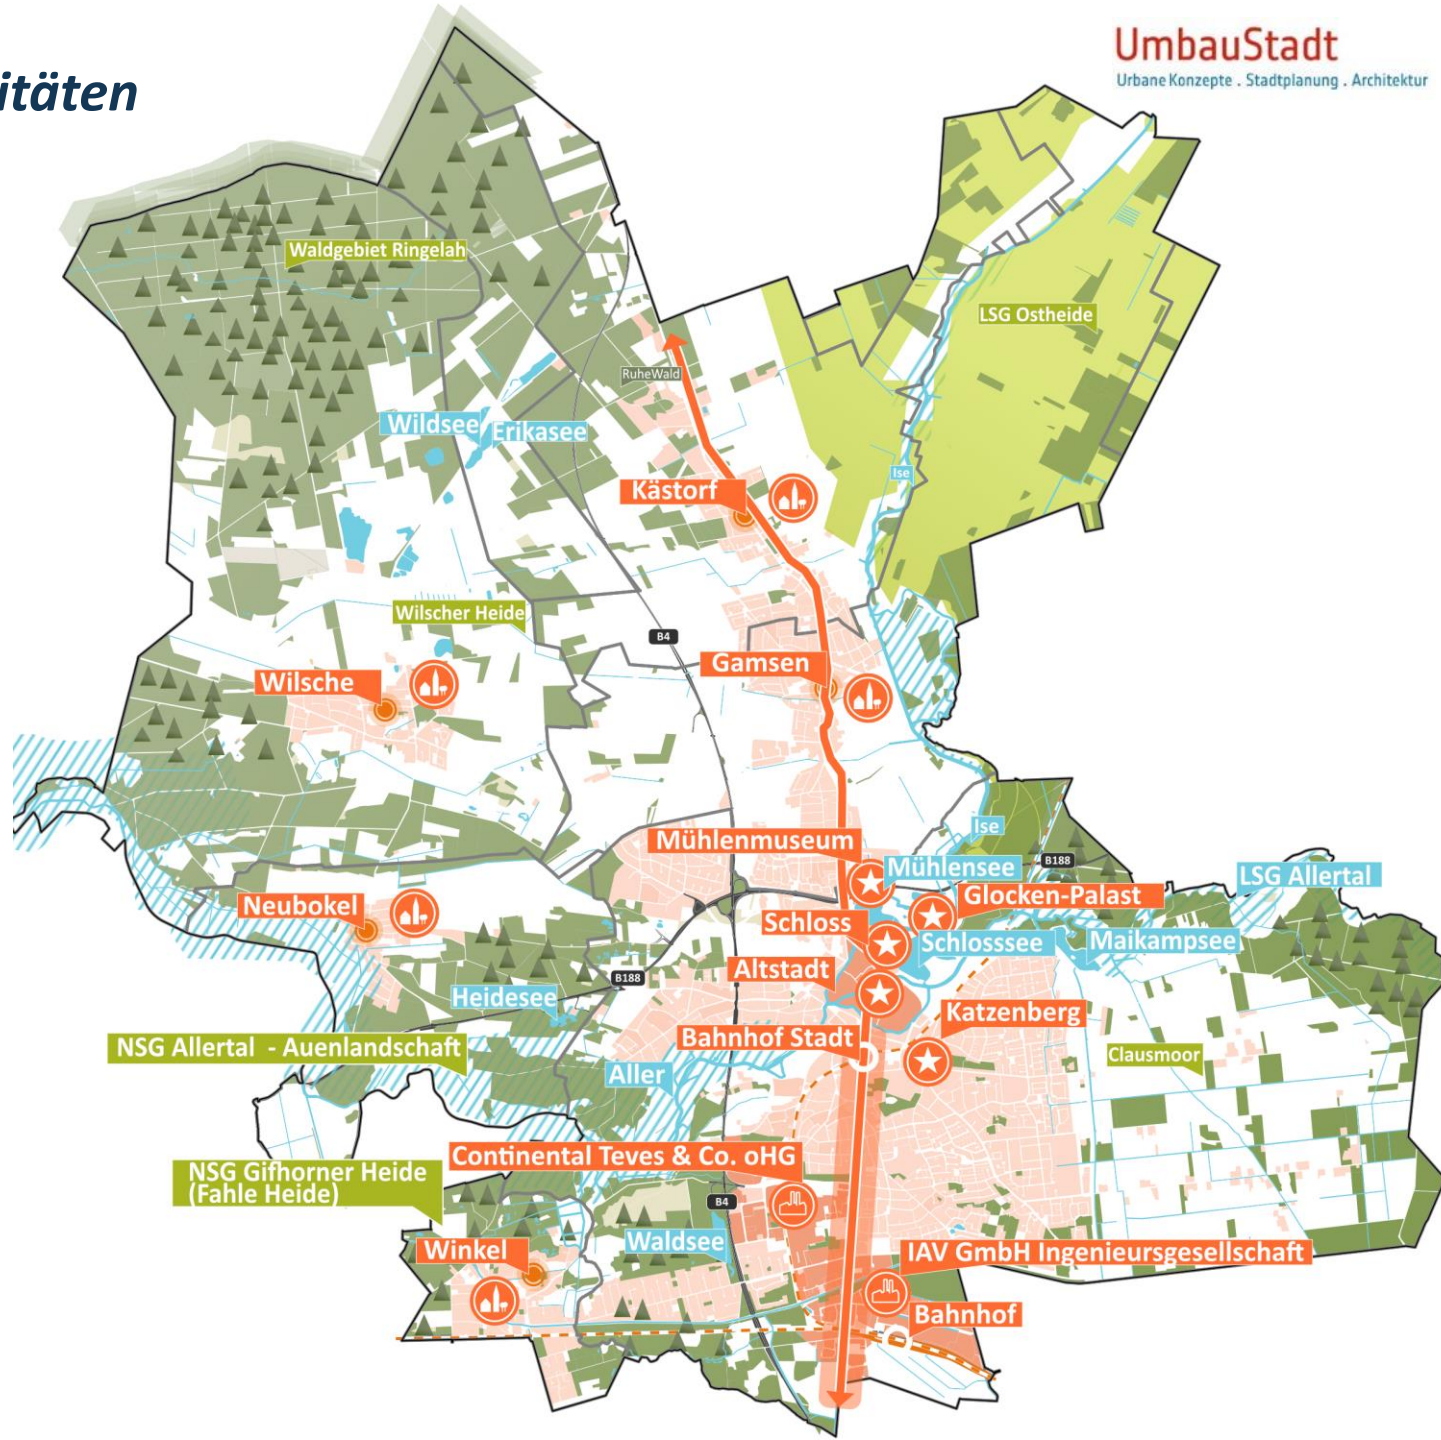 UmbauStadt
Urbane Konzepte . Stadtplanung . Architektur
itäten
Waldgebiet Ringelah
LSG Ostheide
RuheWald
Wildsee
Erikasee
Ise
Kästorf
Wilscher Heide
B4
Gamsen
Wilsche
Ise
Mühlenmuseum
B188
Mühlensee
LSG Allertal
Glocken-Palast
Neubokel
Schloss
Schlosssee
Maikampsee
Altstadt
B188
Heidesee
Katzenberg
Bahnhof Stadt
NSG Allertal - Auenlandschaft
Clausmoor
Aller
Continental Teves & Co. oHG
NSG Gifhorner Heide
(Fahle Heide)
B4
Waldsee
Winkel
IAV GmbH Ingenieursgesellschaft
Bahnhof